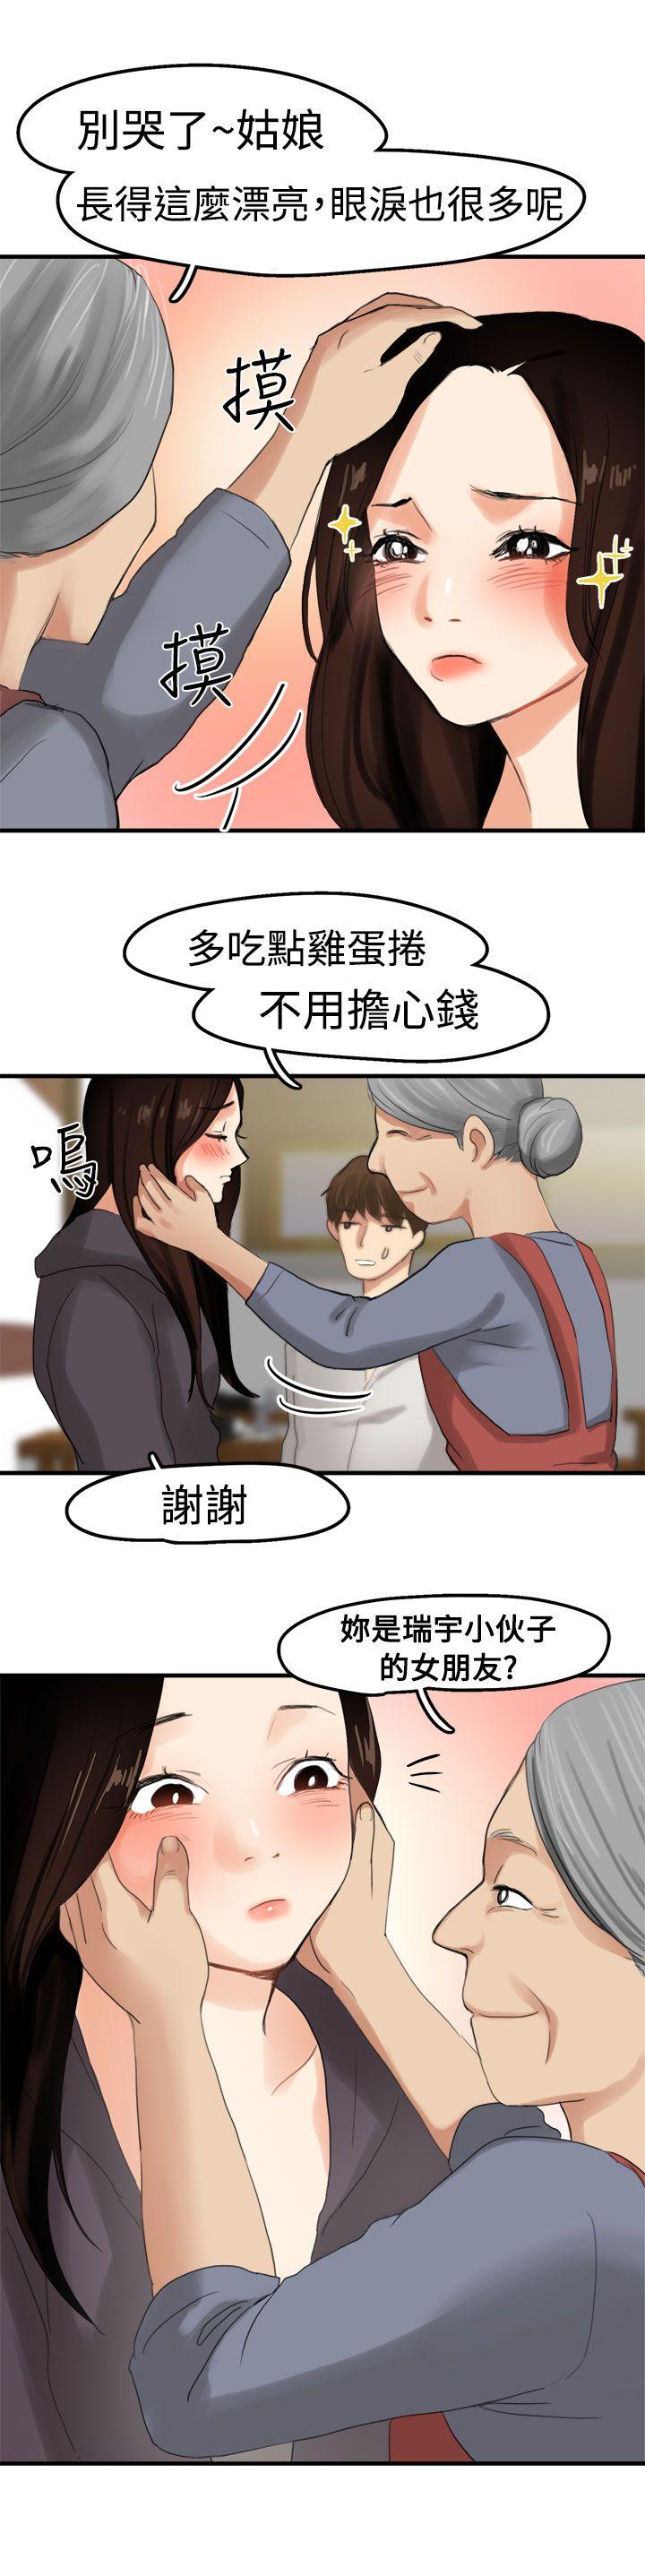 別哭了~姑娘
長得這麼漂亮，眼淚也很多呢
摸
摸
多吃點雞蛋捲
不用擔心錢
嗚
謝謝
妳是瑞宇小伙子
的女朋友?